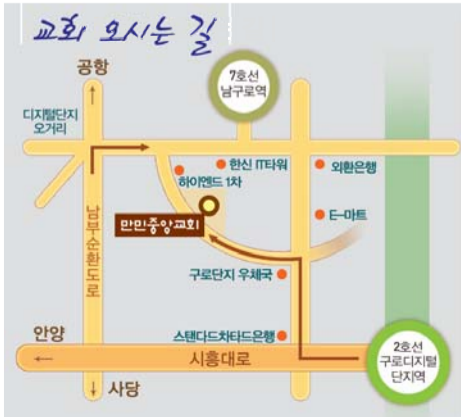 교회 오시는 길
공항
7호선
남구로역
디지털단지
오거리
한신 IT타워
외환은행
하이엔드 1차
만민중앙교회
E-마트
남부순환도로
구로단지 우체국
스탠다드차타드은행
안양
시흥대로
2호선
구로디지털
단지역
사당